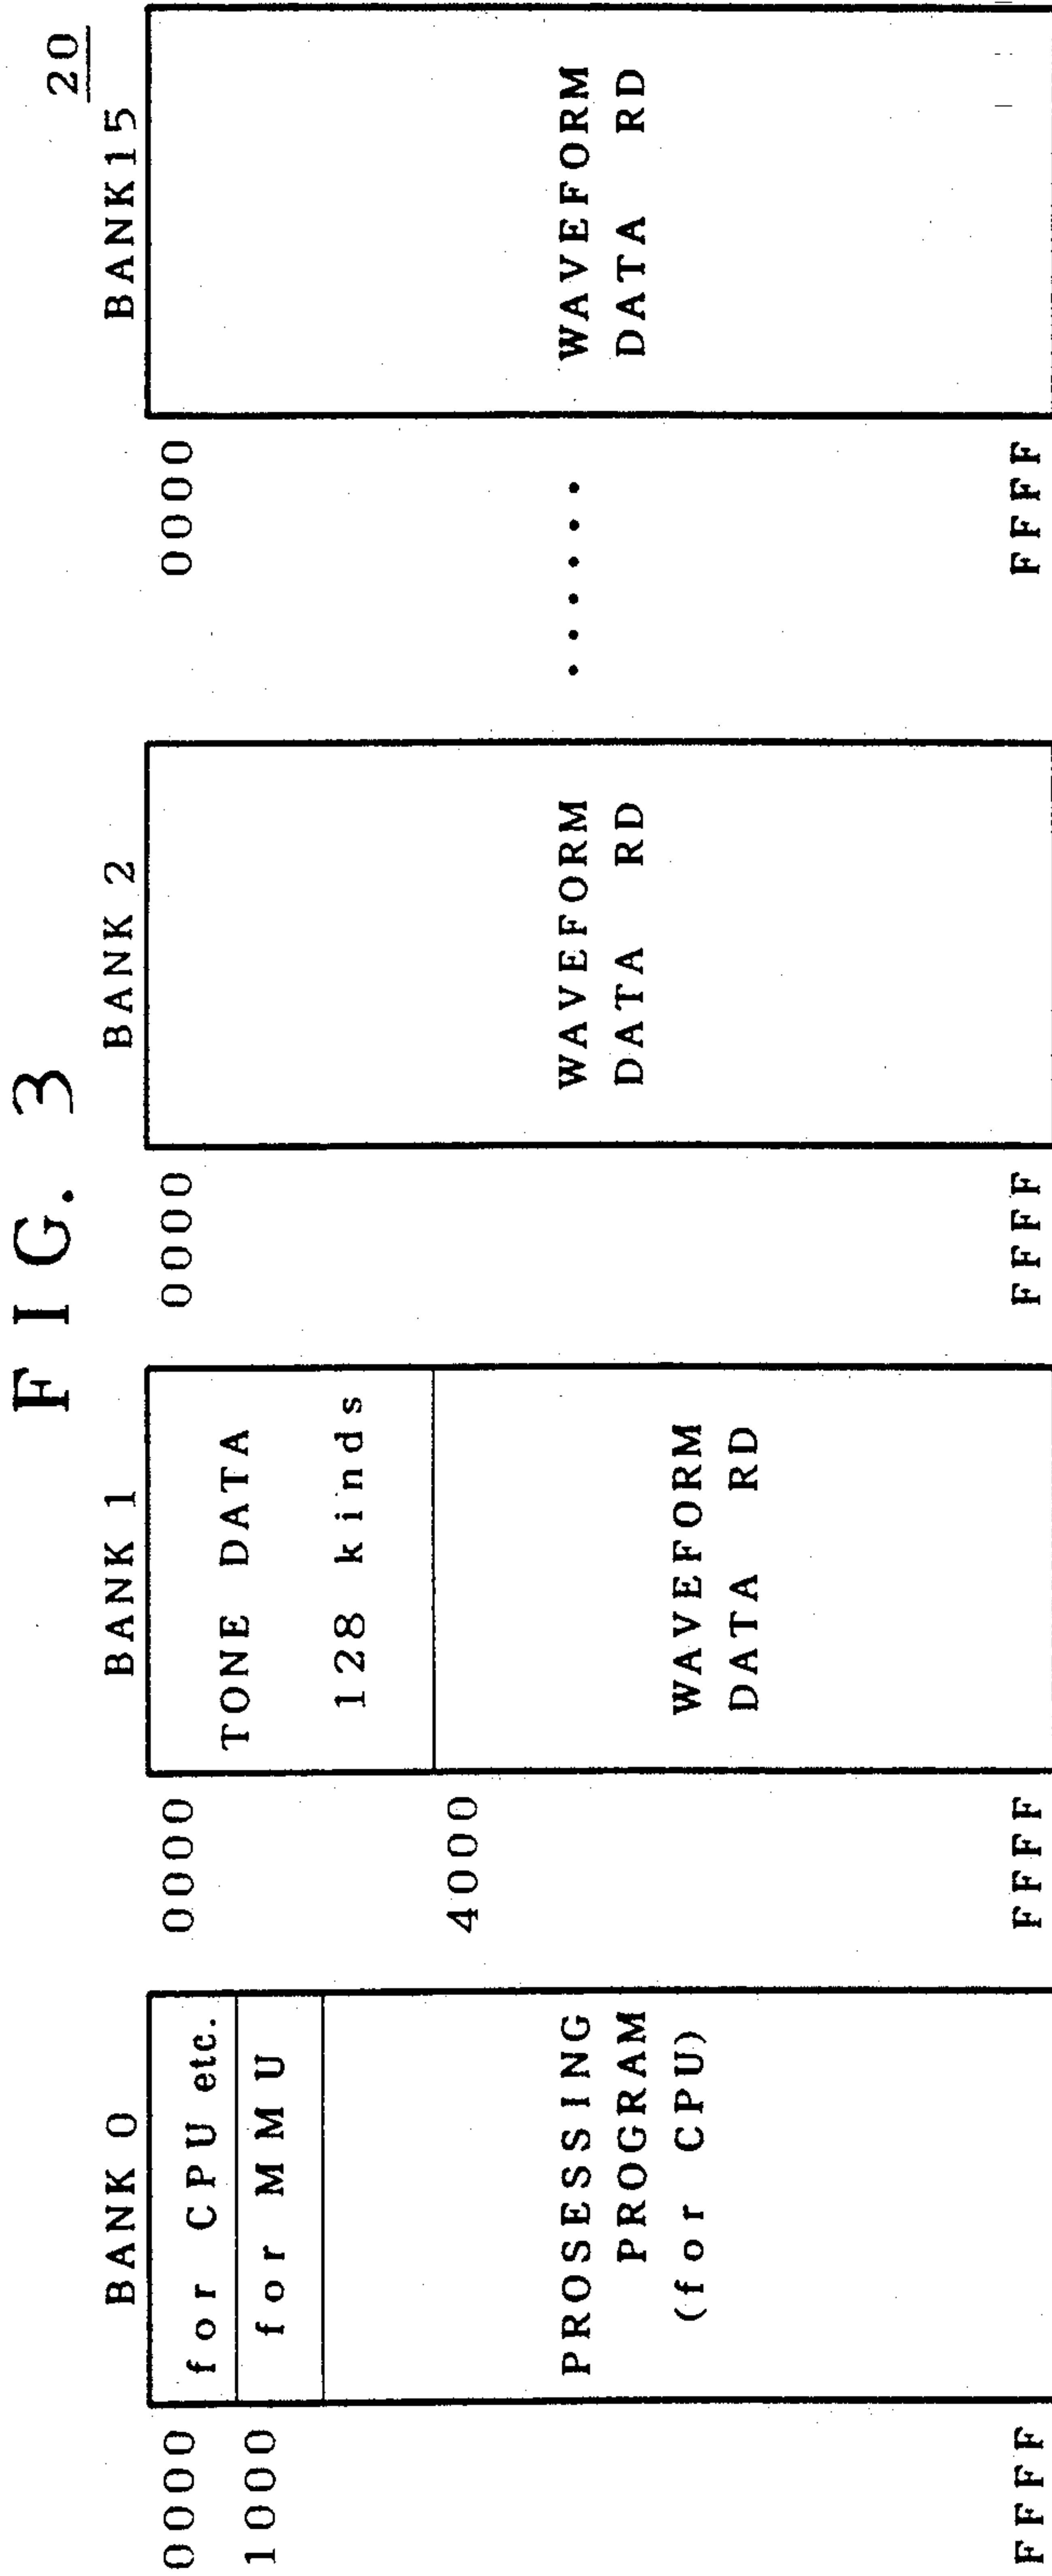 FIG. 3
20
BANK 0
0000
for CPU etc.
1000
for MMU
PROSESSING
PROGRAM
(for CPU)
FFFF
BANK 1
0000
TONE DATA
128 kinds
4000
WAVEFORM
DATA RD
FFFF
BANK 2
0000
WAVEFORM
DATA RD
FFFF
......
BANK15
0000
WAVEFORM
DATA RD
FFFF